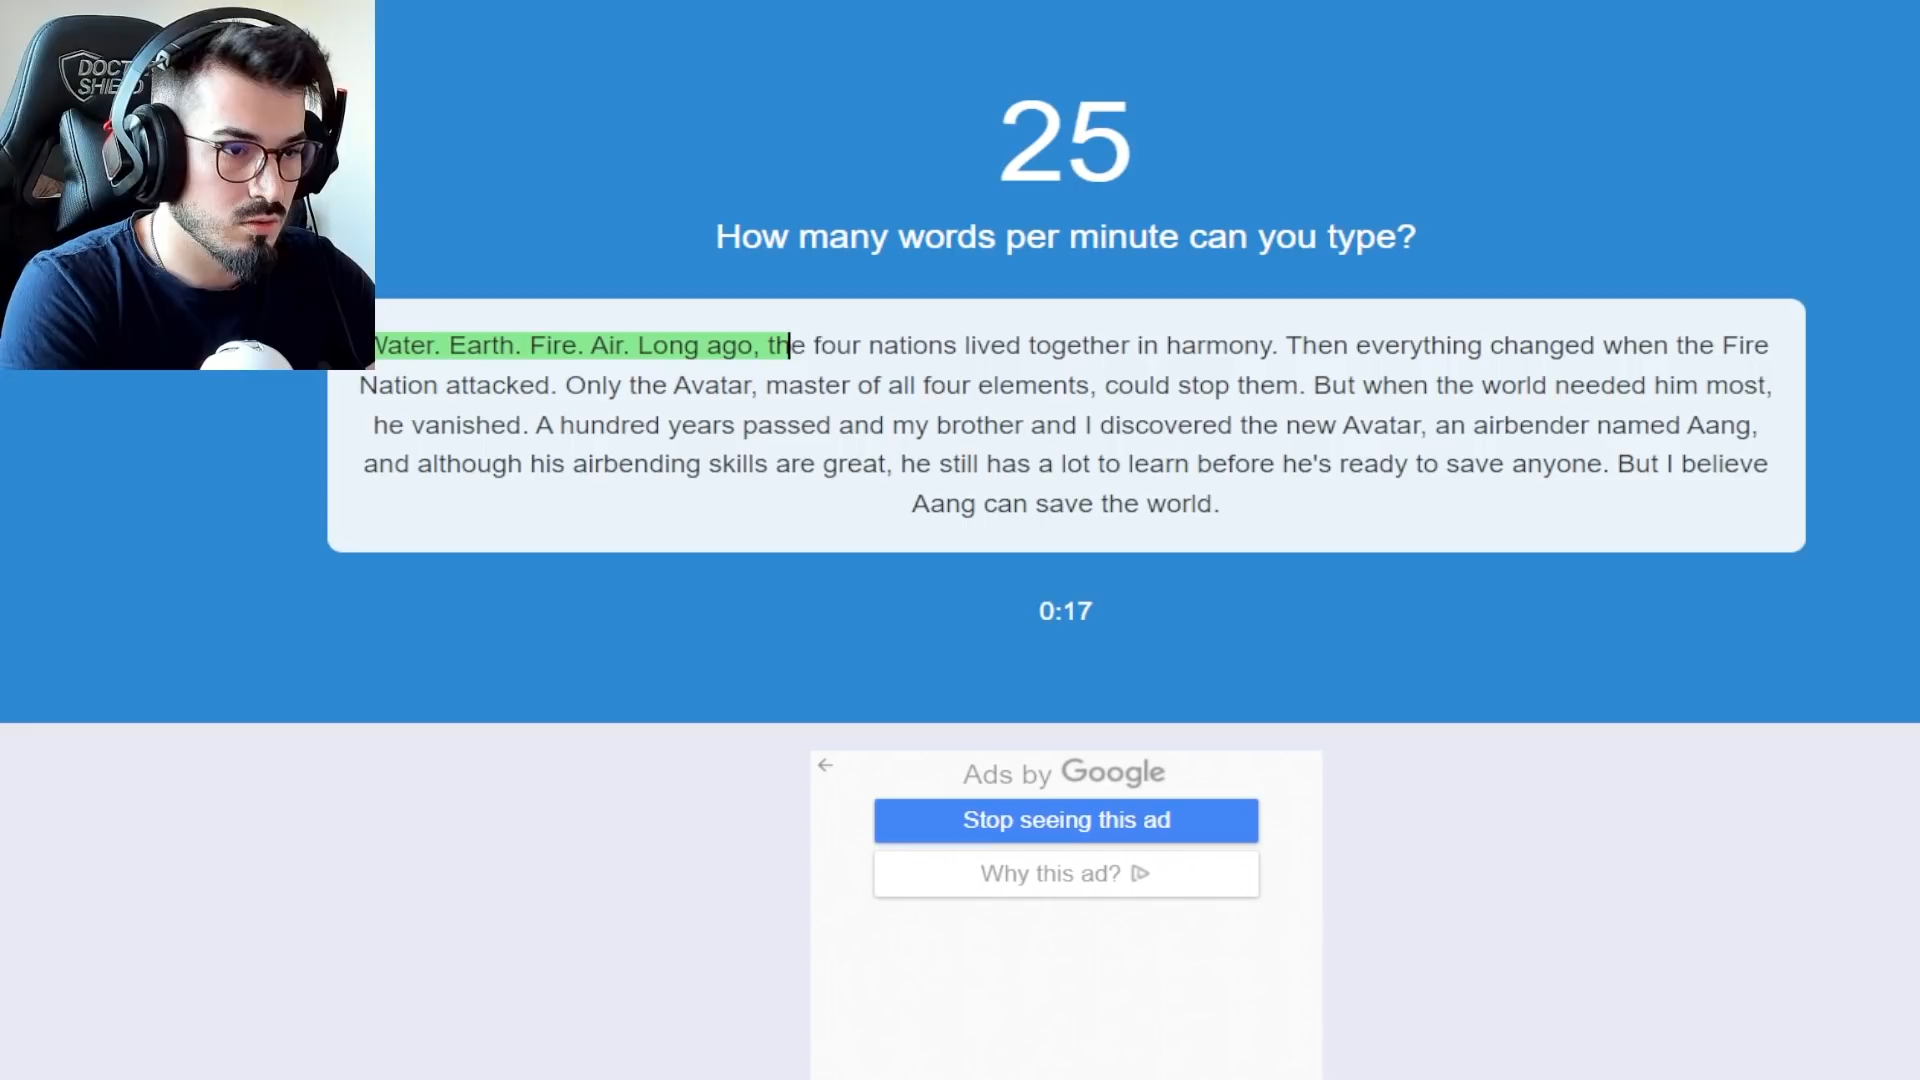 DOCT
SHIELD
25
How many words per minute can you type?
Water. Earth. Fire. Air. Long ago, the four nations lived together in harmony. Then everything changed when the Fire
Nation attacked. Only the Avatar, master of all four elements, could stop them. But when the world needed him most,
he vanished. A hundred years passed and my brother and I discovered the new Avatar, an airbender named Aang,
and although his airbending skills are great, he still has a lot to learn before he's ready to save anyone. But I believe
Aang can save the world.
0:17
Ads by Google
Stop seeing this ad
Why this ad?